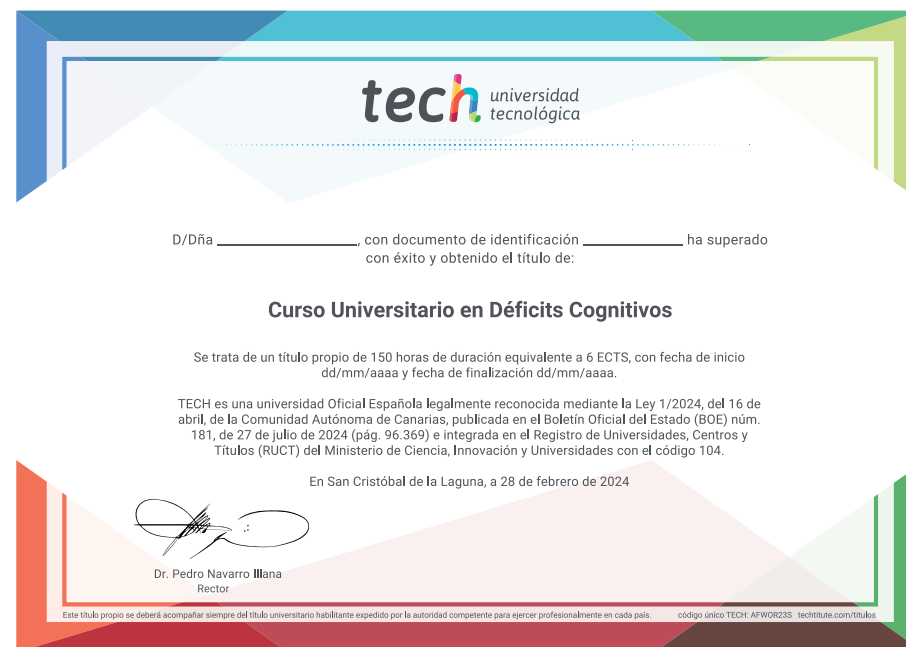 tech universidad
tecnológica
D/Dña ____________________, con documento de identificación ______________ ha superado
con éxito y obtenido el título de:
Curso Universitario en Déficits Cognitivos
Se trata de un título propio de 150 horas de duración equivalente a 6 ECTS, con fecha de inicio
dd/mm/aaaa y fecha de finalización dd/mm/aaaa.
TECH es una universidad Oficial Española legalmente reconocida mediante la Ley 1/2024, del 16 de
abril, de la Comunidad Autónoma de Canarias, publicada en el Boletín Oficial del Estado (BOE) núm.
181, de 27 de julio de 2024 (pág. 96.369) e integrada en el Registro de Universidades, Centros y
Títulos (RUCT) del Ministerio de Ciencia, Innovación y Universidades con el código 104.
En San Cristóbal de la Laguna, a 28 de febrero de 2024
Dr. Pedro Navarro Illana
Rector
Este título propio se deberá acompañar siempre del título universitario habilitante expedido por la autoridad competente para ejercer profesionalmente en cada país. código único TECH: AFWOR23S techtitute.com/titulos